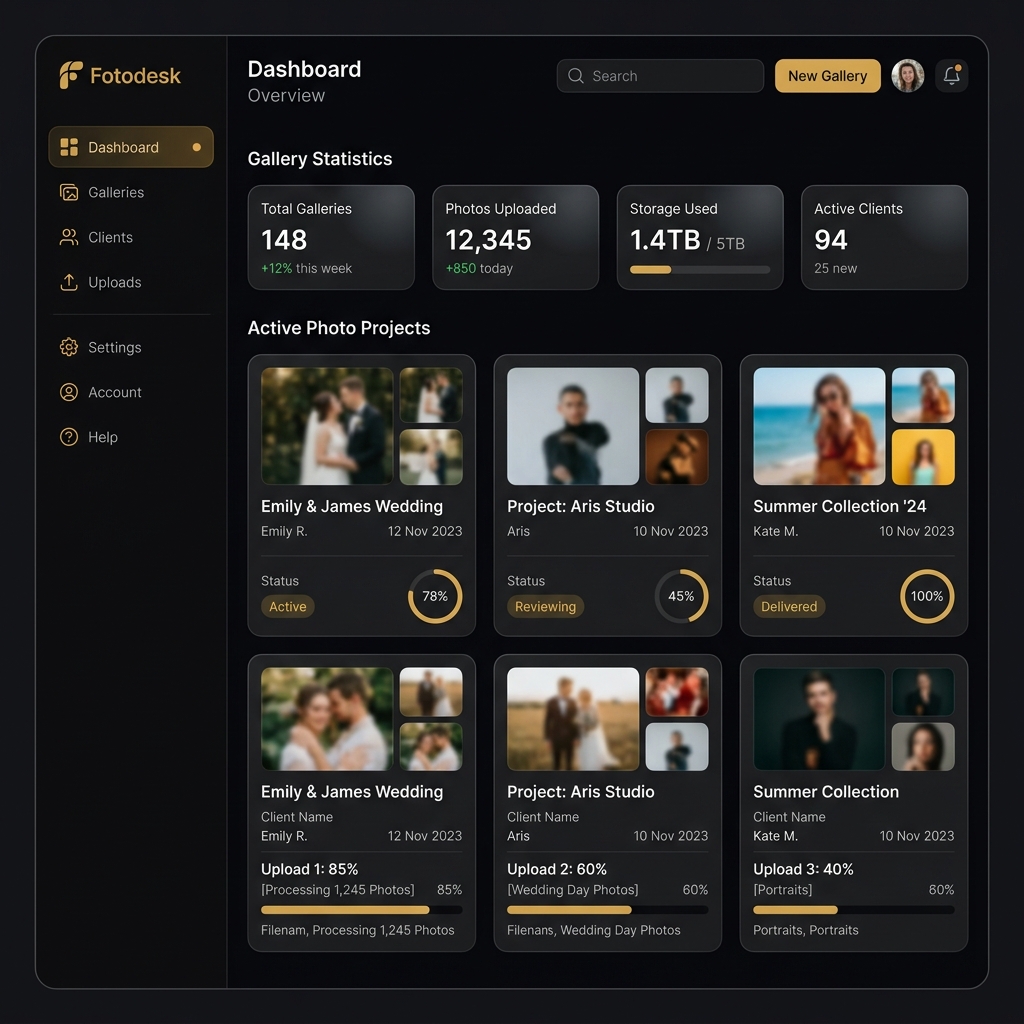 Fotodesk
Dashboard
Galleries
Clients
Uploads
Settings
Account
Help
Dashboard
Overview
Search
New Gallery
Gallery Statistics
Total Galleries
148
+12% this week
Photos Uploaded
12,345
+850 today
Storage Used
1.4TB / 5TB
Active Clients
94
25 new
Active Photo Projects
Emily & James Wedding
Emily R. 12 Nov 2023
Status
Active
78%
Project: Aris Studio
Aris 10 Nov 2023
Status
Reviewing
45%
Summer Collection '24
Kate M. 10 Nov 2023
Status
Delivered
100%
Emily & James Wedding
Client Name
Emily R. 12 Nov 2023
Upload 1: 85%
[Processing 1,245 Photos] 85%
Filenam, Processing 1,245 Photos
Project: Aris Studio
Client Name
Aris 10 Nov 2023
Upload 2: 60%
[Wedding Day Photos] 60%
Filenans, Wedding Day Photos
Summer Collection
Client Name
Kate M. 10 Nov 2023
Upload 3: 40%
[Portraits] 60%
Portraits, Portraits